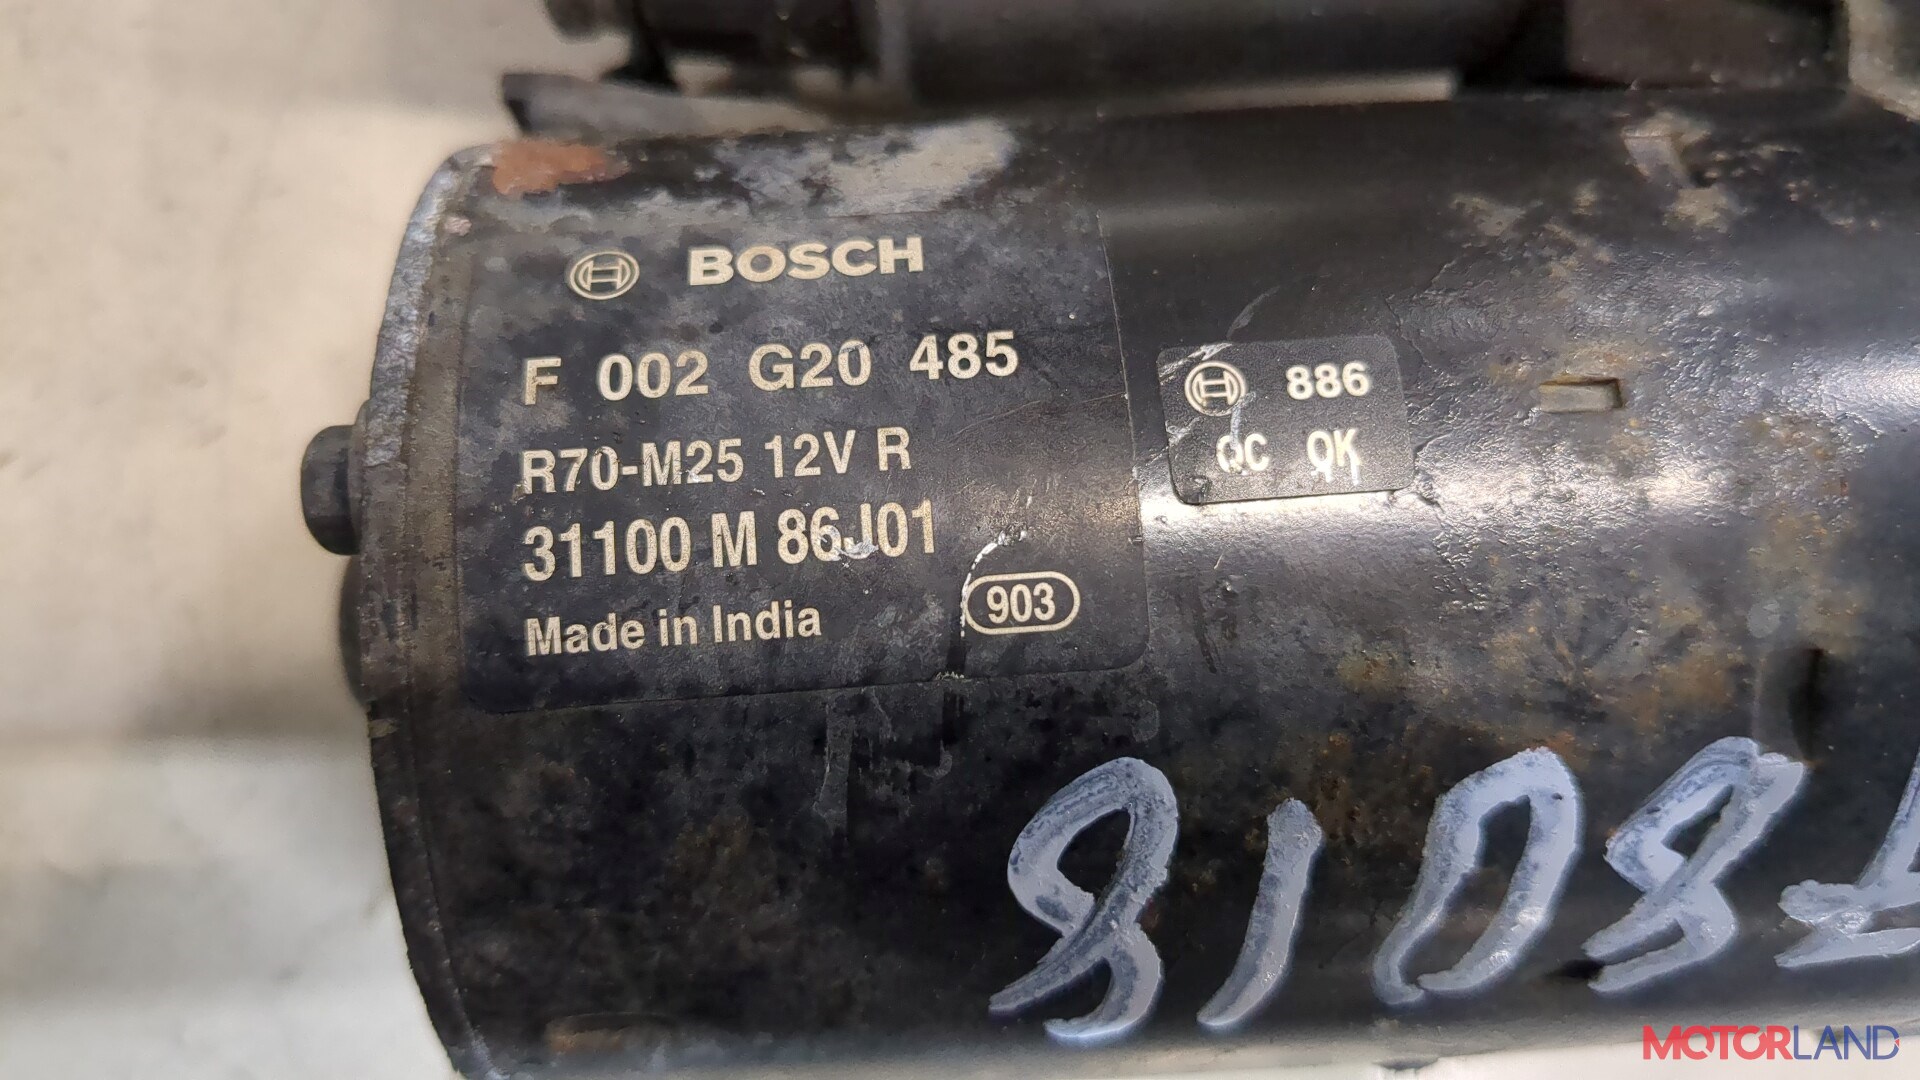 BOSCH
F 002 G20 485
R70-M25 12V R
31100 M 86J01
Made in India
903
886
QC OK
MOTORLAND